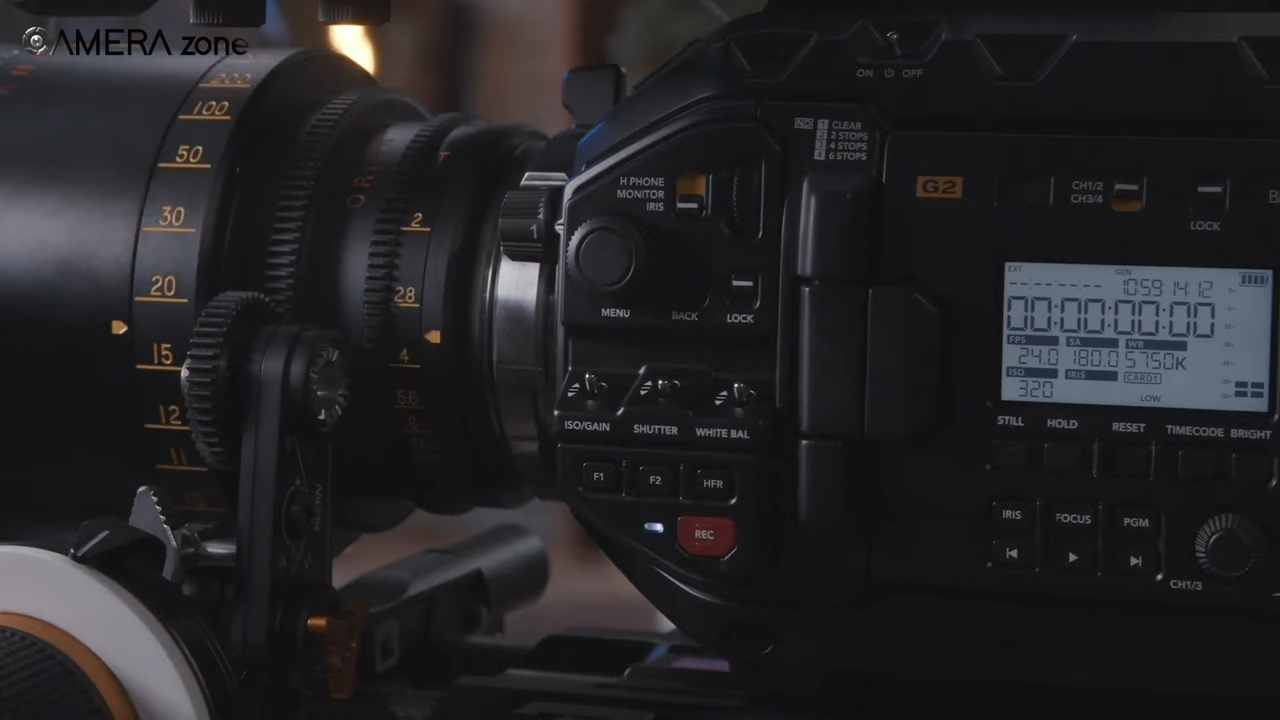 CAMERA zone
200
100
50
30
20
15
12
11
2
2.8
4
5.6
8
1
ON OFF
ND 1 CLEAR
2 2 STOPS
3 4 STOPS
4 6 STOPS
H PHONE
MONITOR
IRIS
G2
CH1/2
CH3/4
LOCK
MENU
BACK
LOCK
EXT
GEN
10:59:14:12
00:00:00:00
FPS SA WB
24.0 180.0 5750K
ISO IRIS CARD1
320
LOW
ISO/GAIN
SHUTTER
WHITE BAL
STILL
HOLD
RESET
TIMECODE
BRIGHT
F1
F2
HFR
REC
IRIS
FOCUS
PGM
CH1/3